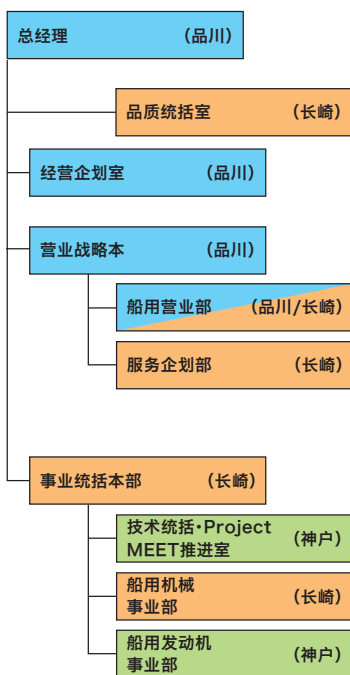 总经理 (品川)
品质统括室 (长崎)
经营企划室 (品川)
营业战略本 (品川)
船用营业部 (品川/长崎)
服务企划部 (长崎)
事业统括本部 (长崎)
技术统括·Project
MEET推进室 (神户)
船用机械
事业部 (长崎)
船用发动机
事业部 (神户)